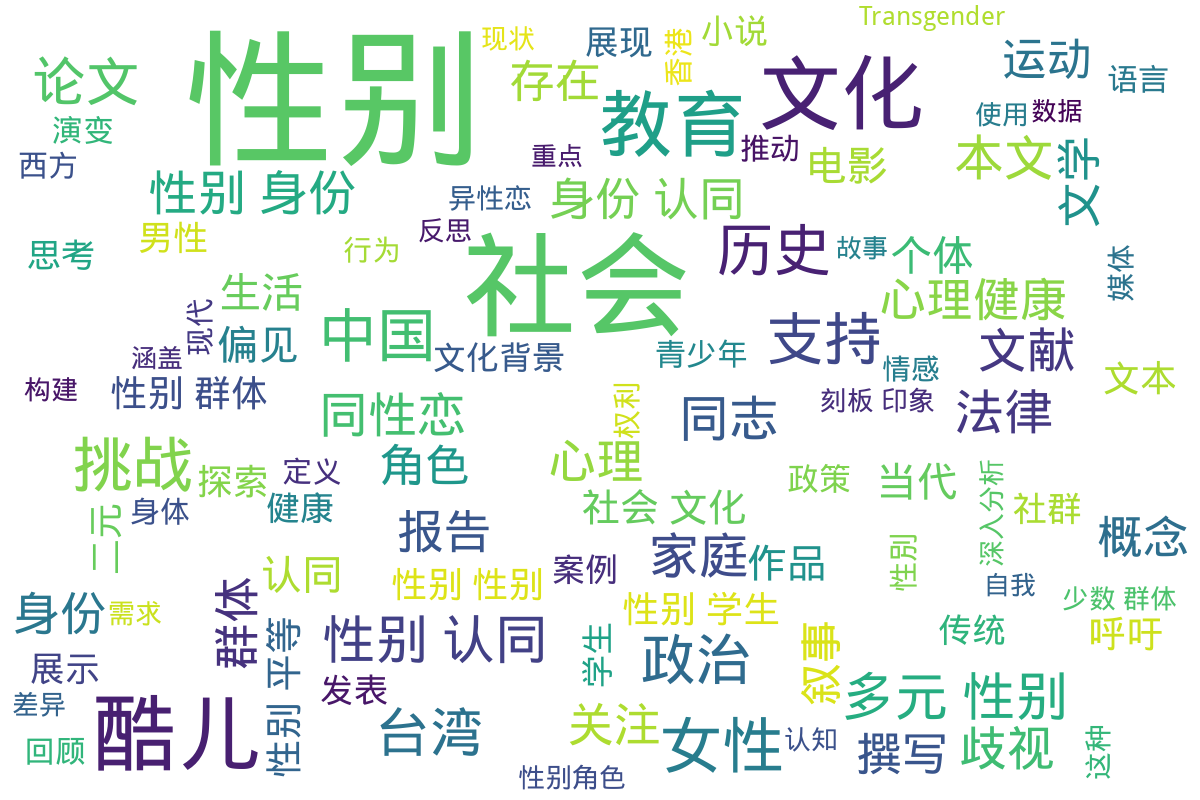 Transgender
性别
现状
展现
香港
小说
文化
运动
语言
论文
存在
教育
使用
数据
演变
西方
重点
推动
电影
本文
文学
性别 身份
异性恋
身份 认同
男性
行为
反思
社会
历史
故事
个体
思考
媒体
生活
心理健康
现代
偏见
中国
文化背景
青少年
支持
情感
文献
涵盖
构建
性别 群体
同性恋
权利
同志
刻板 印象
法律
文本
挑战
探索
定义
角色
心理
政策
当代
深入分析
社群
二元
身体
健康
报告
社会 文化
家庭
作品
性别
概念
认同
性别 性别
案例
自我
少数 群体
身份
需求
群体
性别 平等
性别 认同
学生
性别 学生
政治
叙事
传统
呼吁
展示
发表
多元 性别
差异
酷儿
台湾
关注
女性
认知
撰写
歧视
这种
回顾
性别角色